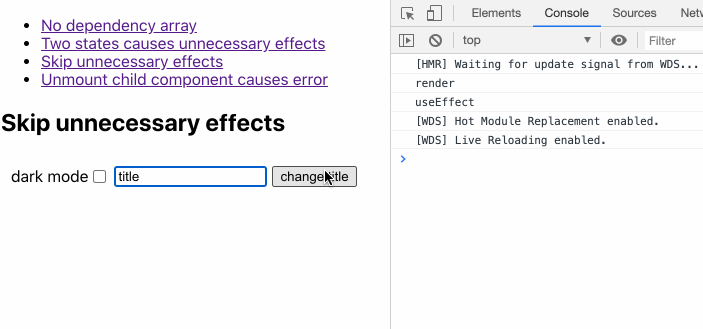 No dependency array
Two states causes unnecessary effects
Skip unnecessary effects
Unmount child component causes error
Skip unnecessary effects
dark mode
title
change title
Elements Console Sources Netw
top
Filter
[HMR] Waiting for update signal from WDS...
render
useEffect
[WDS] Hot Module Replacement enabled.
[WDS] Live Reloading enabled.